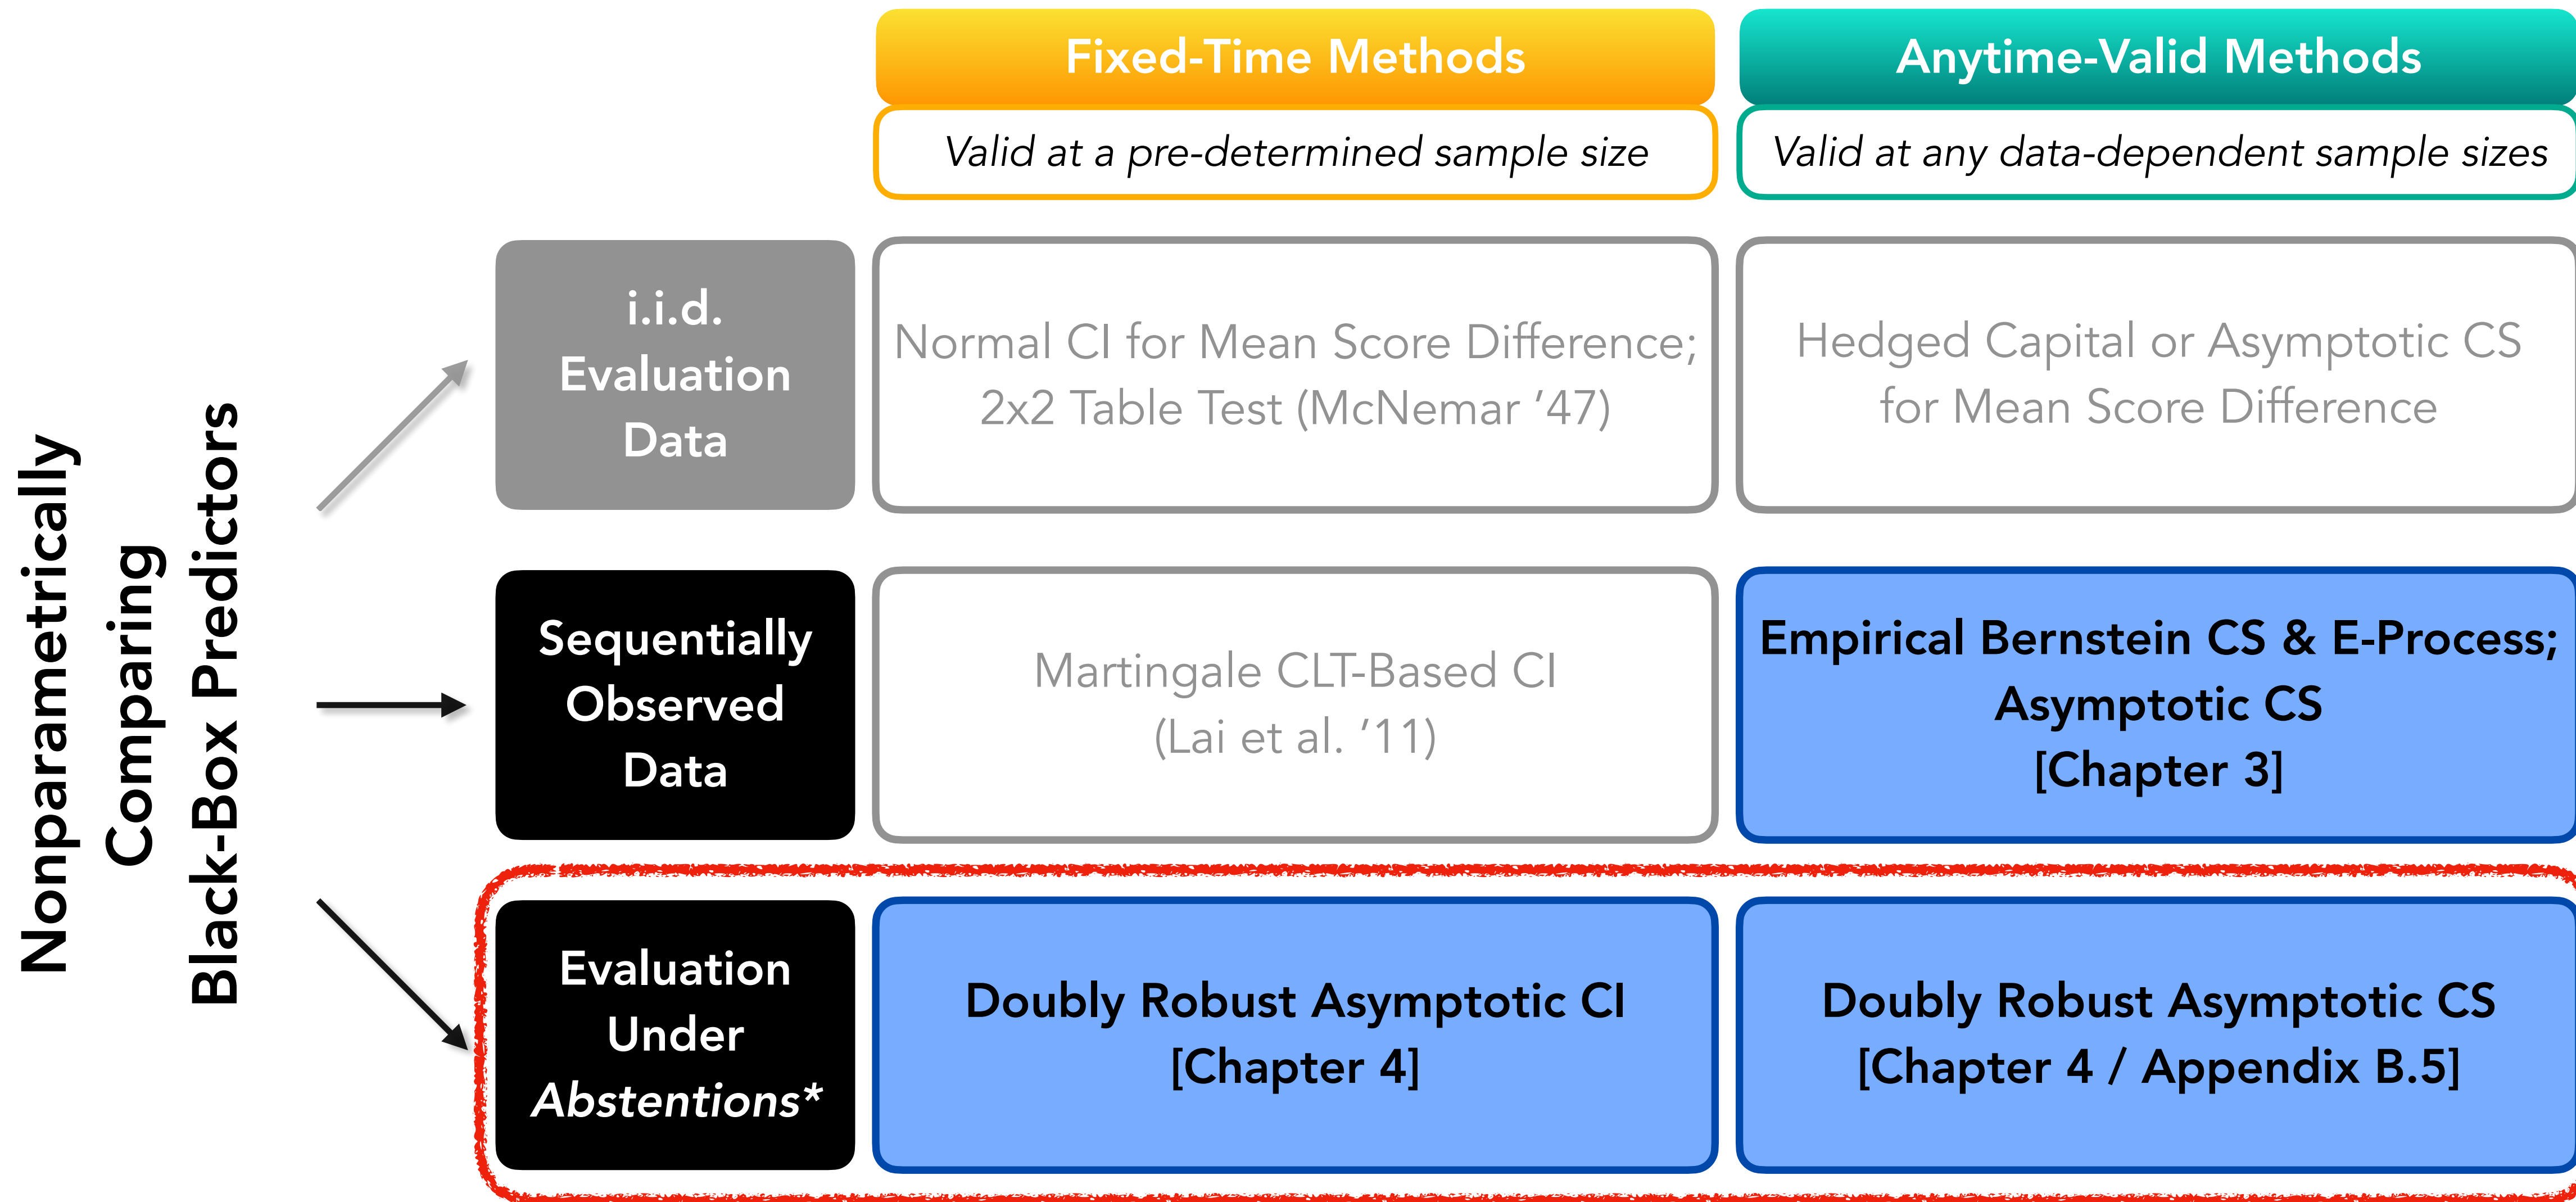 Nonparametrically
Comparing
Black-Box Predictors
Fixed-Time Methods
Valid at a pre-determined sample size
Anytime-Valid Methods
Valid at any data-dependent sample sizes
i.i.d.
Evaluation
Data
Normal CI for Mean Score Difference;
2x2 Table Test (McNemar ’47)
Hedged Capital or Asymptotic CS
for Mean Score Difference
Sequentially
Observed
Data
Martingale CLT-Based CI
(Lai et al. ’11)
Empirical Bernstein CS & E-Process;
Asymptotic CS
[Chapter 3]
Evaluation
Under
Abstentions*
Doubly Robust Asymptotic CI
[Chapter 4]
Doubly Robust Asymptotic CS
[Chapter 4 / Appendix B.5]